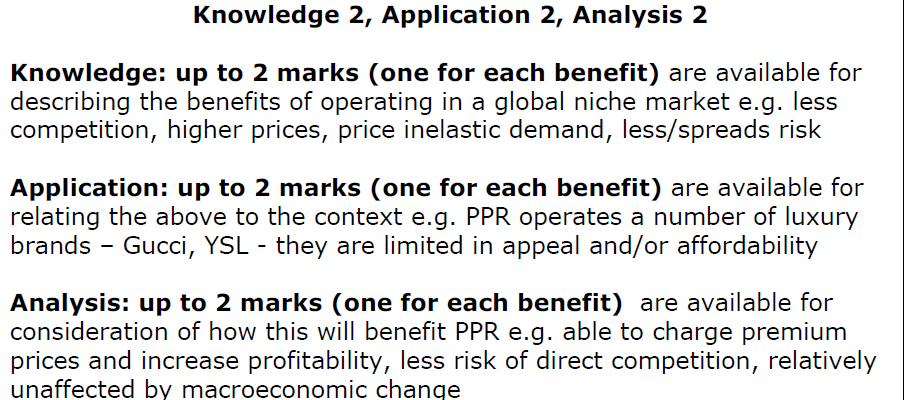 Knowledge 2, Application 2, Analysis 2
Knowledge: up to 2 marks (one for each benefit) are available for
describing the benefits of operating in a global niche market e.g. less
competition, higher prices, price inelastic demand, less/spreads risk
Application: up to 2 marks (one for each benefit) are available for
relating the above to the context e.g. PPR operates a number of luxury
brands – Gucci, YSL - they are limited in appeal and/or affordability
Analysis: up to 2 marks (one for each benefit)  are available for
consideration of how this will benefit PPR e.g. able to charge premium
prices and increase profitability, less risk of direct competition, relatively
unaffected by macroeconomic change